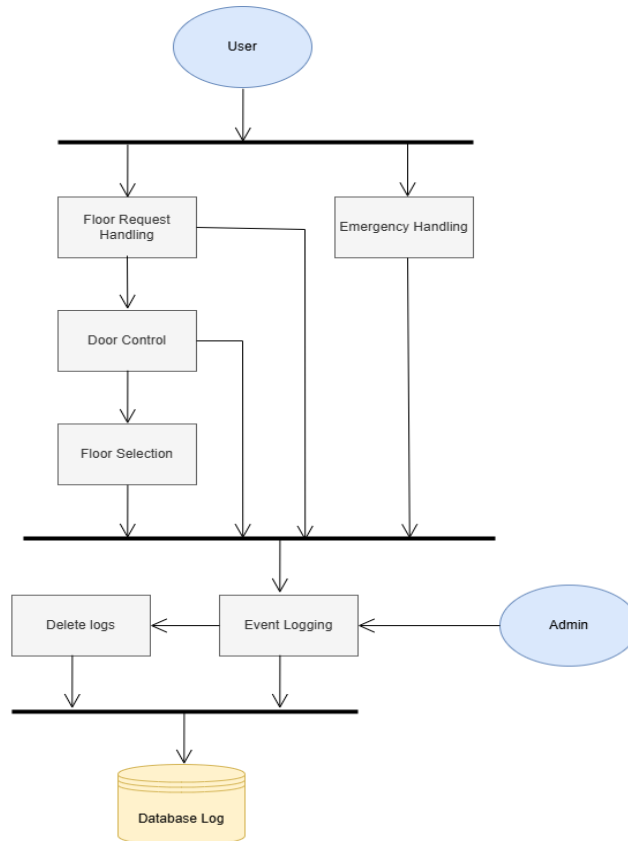 User
Floor Request
Handling
Emergency Handling
Door Control
Floor Selection
Delete logs
Event Logging
Admin
Database Log